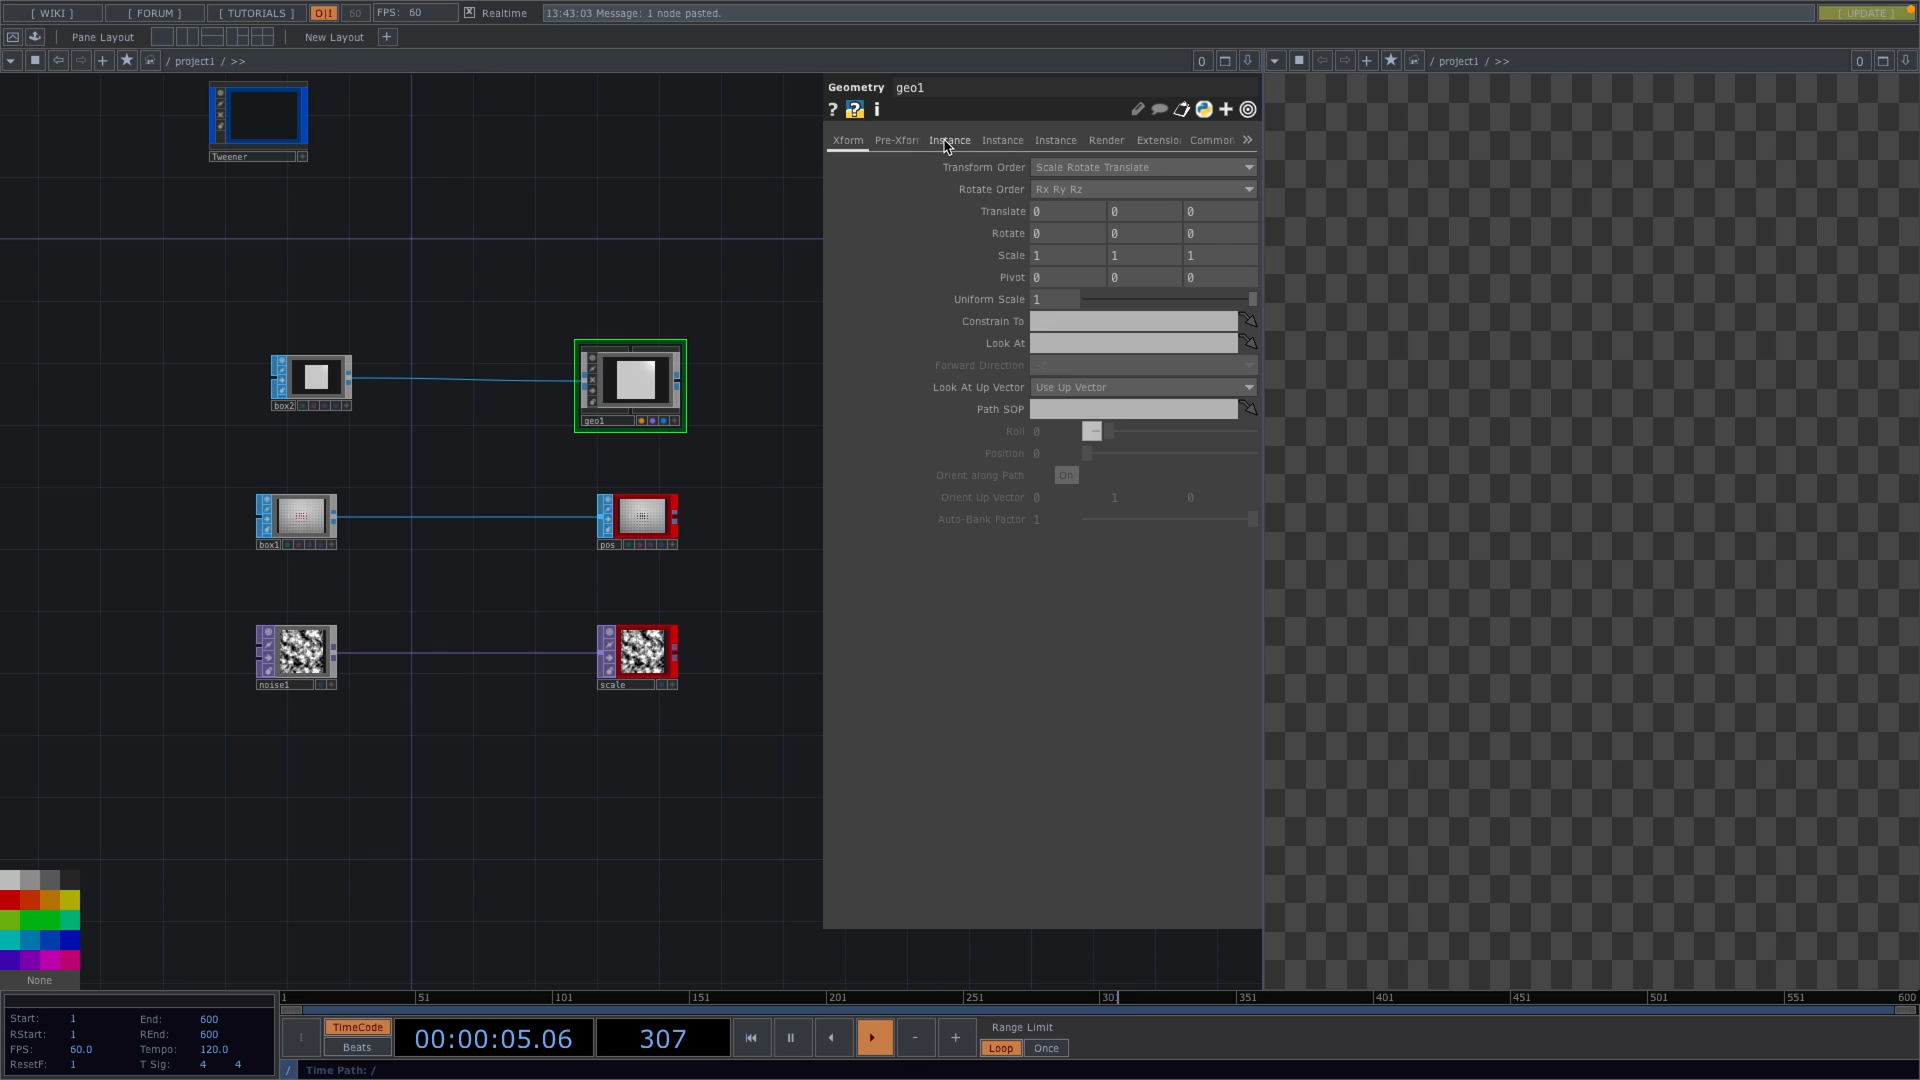 [ WIKI ] [ FORUM ] [ TUTORIALS ] O|I 60 FPS: 60 Realtime 13:43:03 Message: 1 node pasted. [ UPDATE ]
Pane Layout New Layout +
/ project1 / >> 0 / project1 / >> 0
Geometry geo1
? ? i
Xform Pre-Xfor Instance Instance Instance Render Extensio Common
Transform Order Scale Rotate Translate
Rotate Order Rx Ry Rz
Translate 0 0 0
Rotate 0 0 0
Scale 1 1 1
Pivot 0 0 0
Uniform Scale 1
Constrain To
Look At
Forward Direction
Look At Up Vector Use Up Vector
Path SOP
Roll 0
Position 0
Orient along Path On
Orient Up Vector 0 1 0
Auto-Bank Factor 1
Tweener
box2
geo1
box1
pos
noise1
scale
None
1 51 101 151 201 251 301 351 401 451 501 551 600
Start: 1 End: 600
RStart: 1 REnd: 600
FPS: 60.0 Tempo: 120.0
ResetF: 1 T Sig: 4 4
1
TimeCode
Beats
00:00:05.06
307
- +
Range Limit
Loop Once
/ Time Path: /